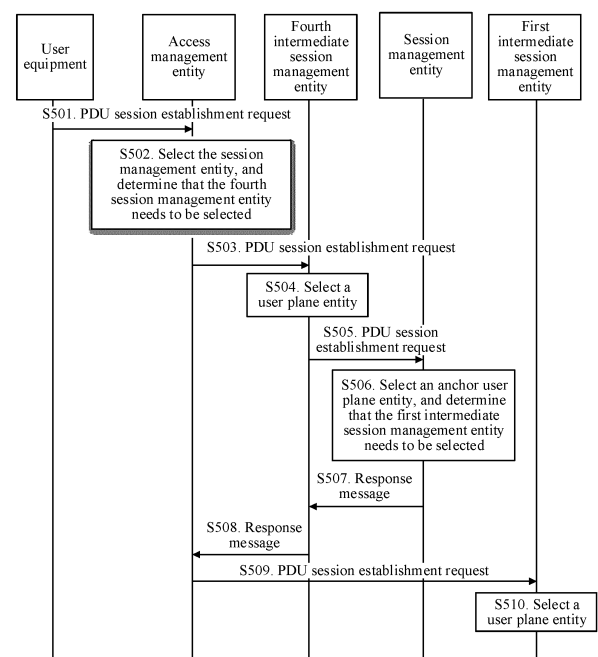 User
equipment
Access
management
entity
Fourth
intermediate
session
management
entity
Session
management
entity
First
intermediate
session
management
entity
S501. PDU session establishment request
S502. Select the session
management entity, and
determine that the fourth
session management entity
needs to be selected
S503. PDU session establishment request
S504. Select a
user plane entity
S505. PDU session
establishment request
S506. Select an anchor user
plane entity, and determine
that the first intermediate
session management entity
needs to be selected
S507. Response
message
S508. Response
message
S509. PDU session establishment request
S510. Select a
user plane entity